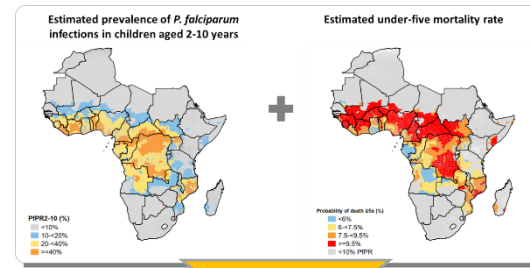 Estimated prevalence of P. falciparum
infections in children aged 2-10 years
Estimated under-five mortality rate
PfPR2-10 (%)
<10%
10-<20%
20-<40%
>=40%
Probability of death U5s (%)
<6%
6-<7.5%
7.5-<9.5%
>=9.5%
<10% PfPR